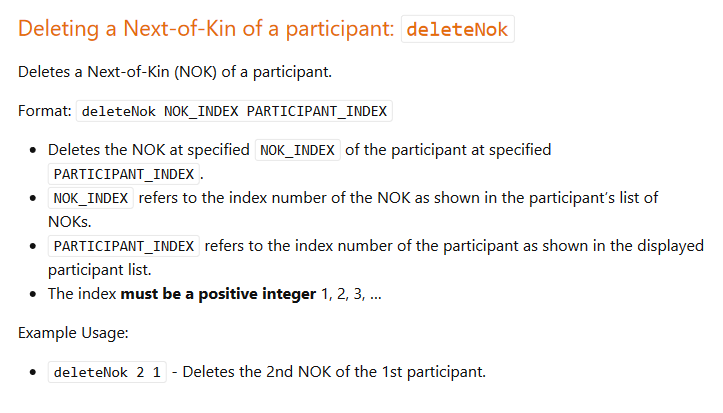 Deleting a Next-of-Kin of a participant: deleteNok
Deletes a Next-of-Kin (NOK) of a participant.
Format: deleteNok NOK_INDEX PARTICIPANT_INDEX
• Deletes the NOK at specified NOK_INDEX of the participant at specified
PARTICIPANT_INDEX.
• NOK_INDEX refers to the index number of the NOK as shown in the participant’s list of
NOKs.
• PARTICIPANT_INDEX refers to the index number of the participant as shown in the displayed
participant list.
• The index must be a positive integer 1, 2, 3, …
Example Usage:
• deleteNok 2 1 - Deletes the 2nd NOK of the 1st participant.